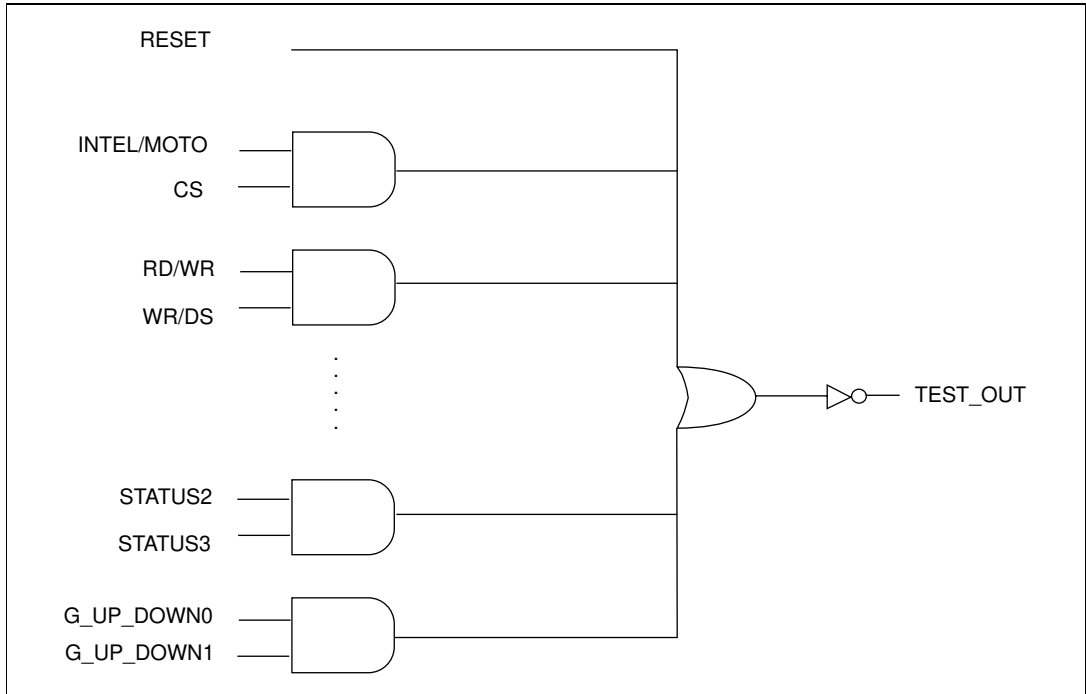 RESET
INTEL/MOTO
CS
RD/WR
WR/DS
TEST_OUT
STATUS2
STATUS3
G_UP_DOWN0
G_UP_DOWN1